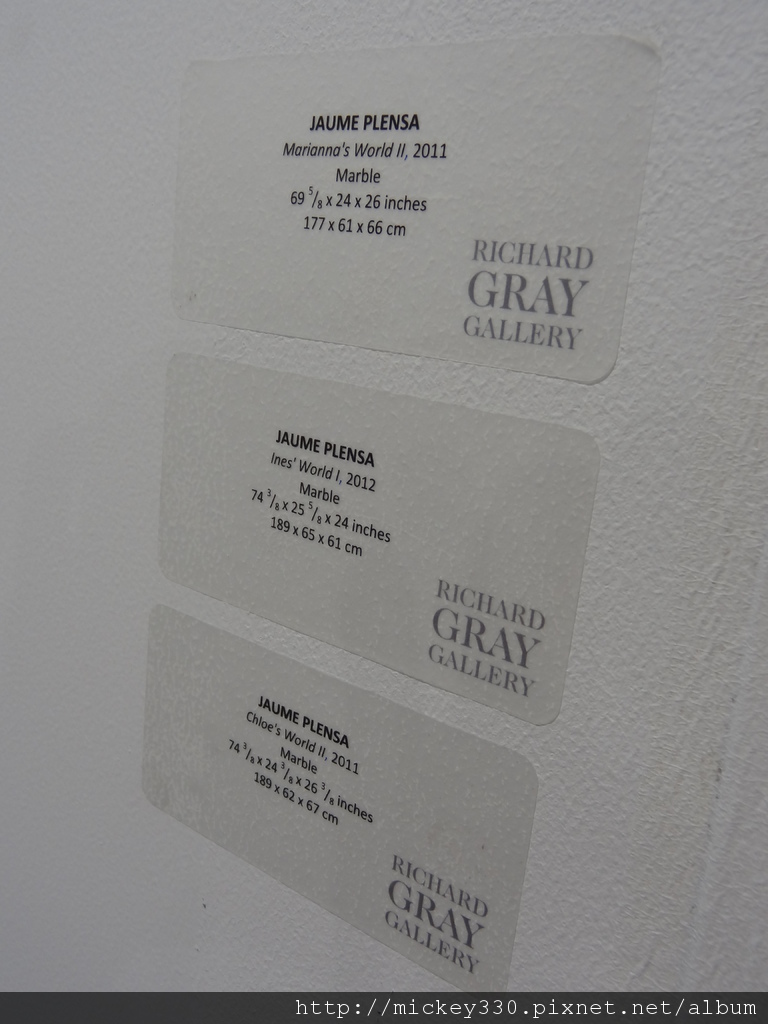 JAUME PLENSA
Marianna's World II, 2011
Marble
69 5/8 x 24 x 26 inches
177 x 61 x 66 cm
RICHARD
GRAY
GALLERY
JAUME PLENSA
Ines' World I, 2012
Marble
74 3/8 x 25 5/8 x 24 inches
189 x 65 x 61 cm
RICHARD
GRAY
GALLERY
JAUME PLENSA
Chloe's World II, 2011
Marble
74 3/8 x 24 3/8 x 26 3/8 inches
189 x 62 x 67 cm
RICHARD
GRAY
GALLERY
http://mickey330.pixnet.net/album